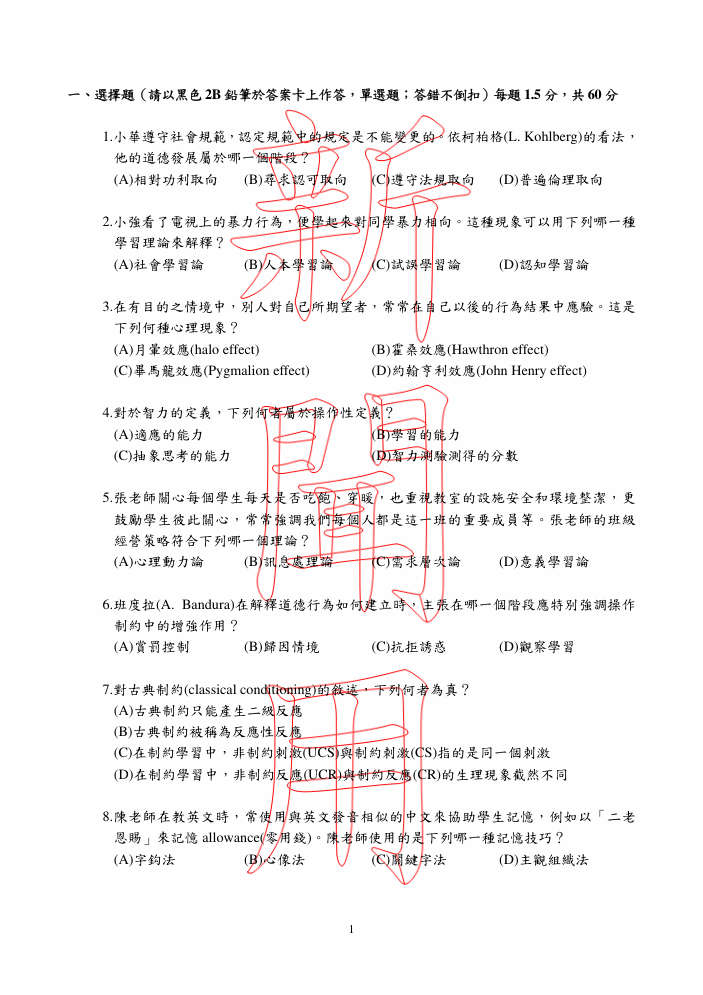 一、選擇題（請以黑色 2B 鉛筆於答案卡上作答，單選題；答錯不倒扣）每題 1.5 分，共 60 分
1.小華遵守社會規範，認定規範中的規定是不能變更的。依柯柏格(L. Kohlberg)的看法，
他的道德發展屬於哪一個階段？
(A)相對功利取向 (B)尋求認可取向 (C)遵守法規取向 (D)普遍倫理取向
2.小強看了電視上的暴力行為，便學起來對同學暴力相向。這種現象可以用下列哪一種
學習理論來解釋？
(A)社會學習論 (B)人本學習論 (C)試誤學習論 (D)認知學習論
3.在有目的之情境中，別人對自己所期望者，常常在自己以後的行為結果中應驗。這是
下列何種心理現象？
(A)月暈效應(halo effect) (B)霍桑效應(Hawthron effect)
(C)畢馬龍效應(Pygmalion effect) (D)約翰亨利效應(John Henry effect)
4.對於智力的定義，下列何者屬於操作性定義？
(A)適應的能力 (B)學習的能力
(C)抽象思考的能力 (D)智力測驗測得的分數
5.張老師關心每個學生每天是否吃飽、穿暖，也重視教室的設施安全和環境整潔，更
鼓勵學生彼此關心，常常強調我們每個人都是這一班的重要成員等。張老師的班級
經營策略符合下列哪一個理論？
(A)心理動力論 (B)訊息處理論 (C)需求層次論 (D)意義學習論
6.班度拉(A. Bandura)在解釋道德行為如何建立時，主張在哪一個階段應特別強調操作
制約中的增強作用？
(A)賞罰控制 (B)歸因情境 (C)抗拒誘惑 (D)觀察學習
7.對古典制約(classical conditioning)的敘述，下列何者為真？
(A)古典制約只能產生二級反應
(B)古典制約被稱為反應性反應
(C)在制約學習中，非制約刺激(UCS)與制約刺激(CS)指的是同一個刺激
(D)在制約學習中，非制約反應(UCR)與制約反應(CR)的生理現象截然不同
8.陳老師在教英文時，常使用與英文發音相似的中文來協助學生記憶，例如以「二老
恩賜」來記憶 allowance(零用錢)。陳老師使用的是下列哪一種記憶技巧？
(A)字鉤法 (B)心像法 (C)關鍵字法 (D)主觀組織法
新聞用
1